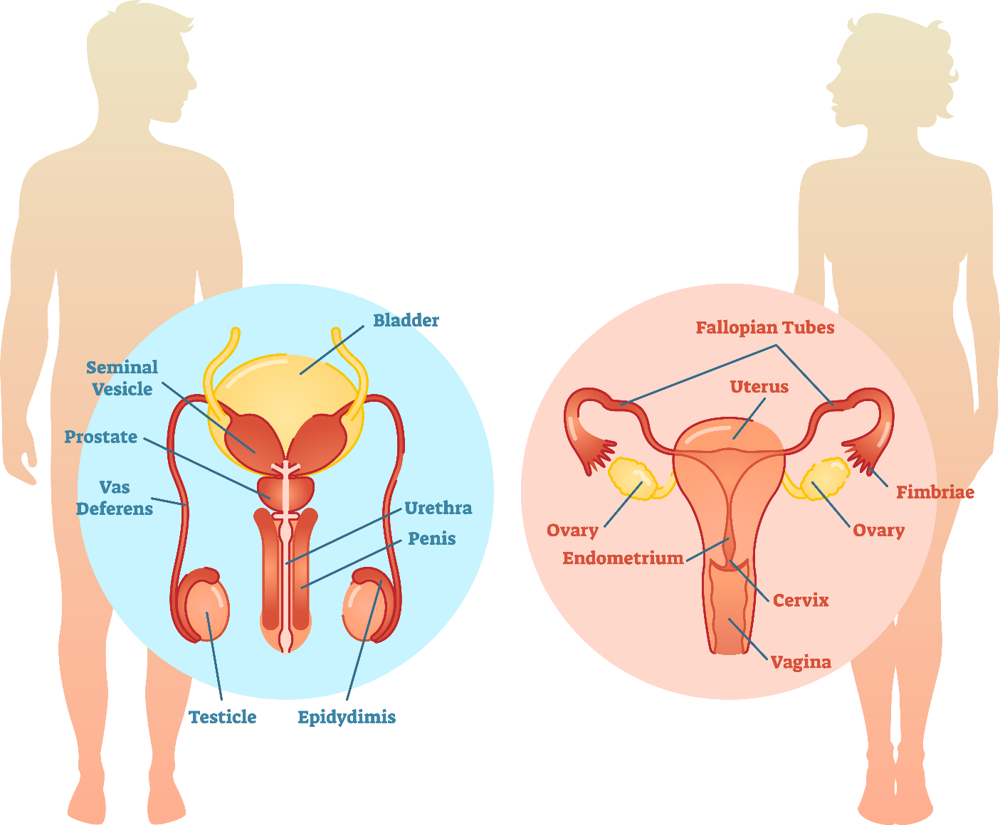 Bladder
Seminal
Vesicle
Prostate
Vas
Deferens
Urethra
Penis
Testicle
Epidydimis
Fallopian Tubes
Uterus
Fimbriae
Ovary
Ovary
Endometrium
Cervix
Vagina